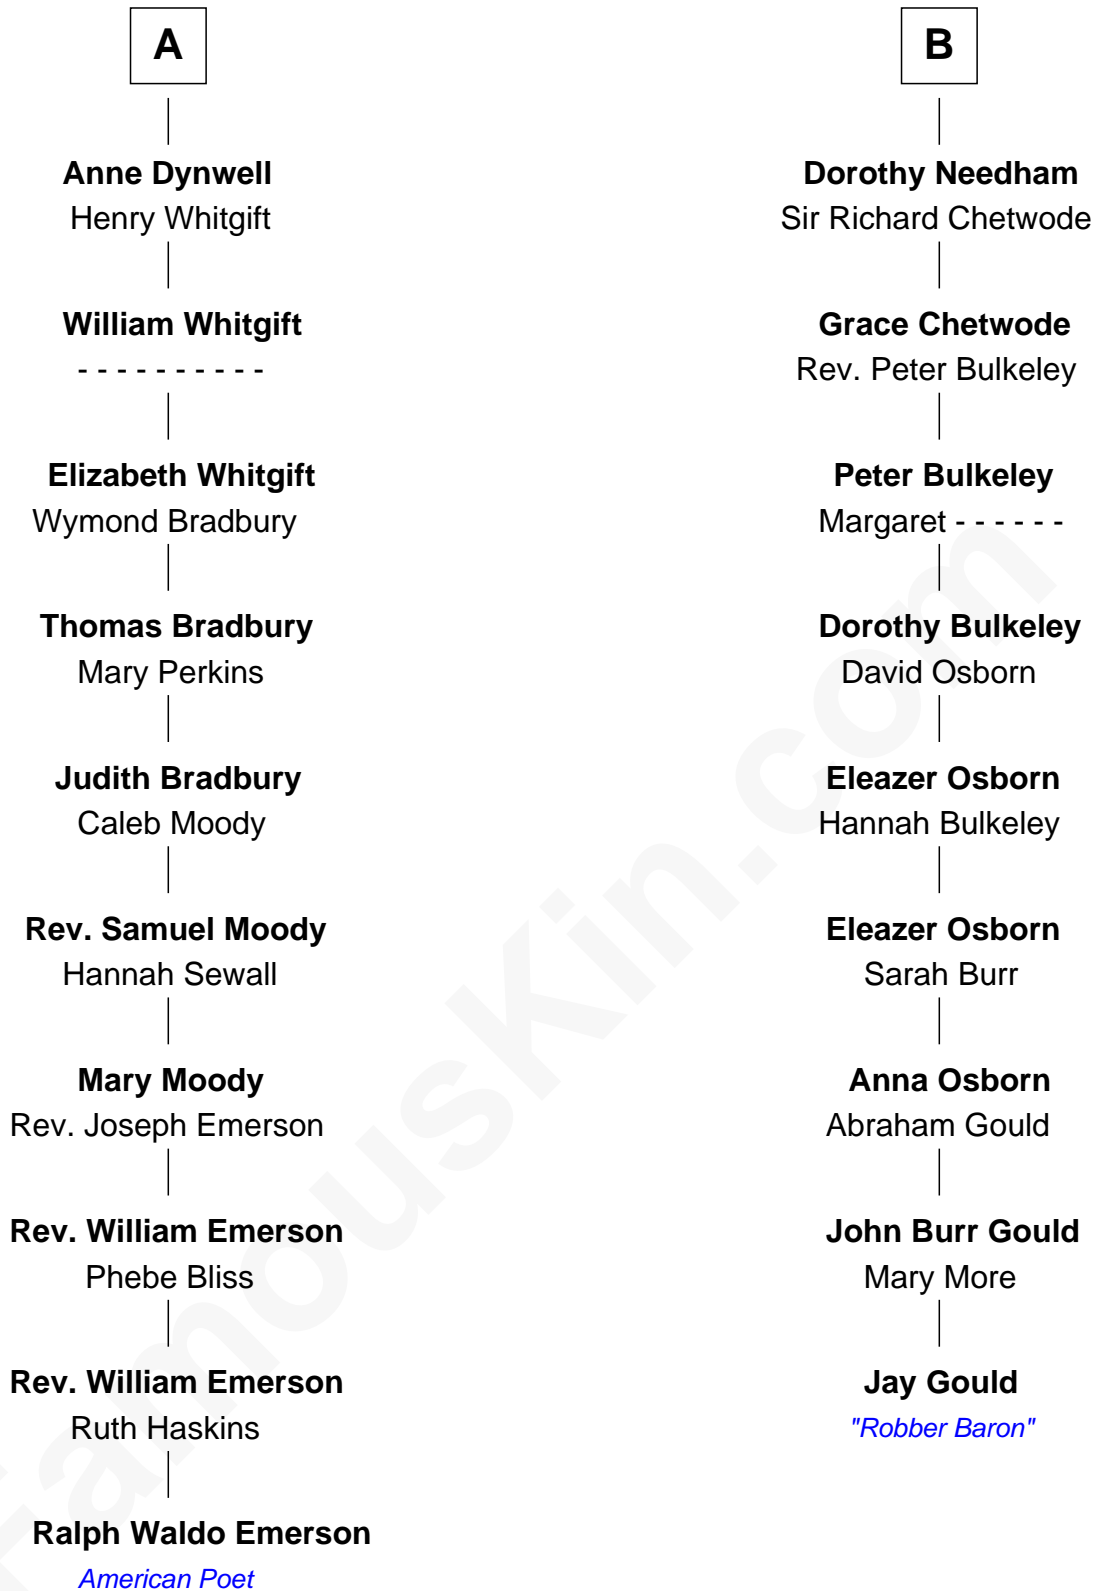 A
Anne Dynwell
Henry Whitgift
William Whitgift
- - - - - - - - - -
Elizabeth Whitgift
Wymond Bradbury
Thomas Bradbury
Mary Perkins
Judith Bradbury
Caleb Moody
Rev. Samuel Moody
Hannah Sewall
Mary Moody
Rev. Joseph Emerson
Rev. William Emerson
Phebe Bliss
Rev. William Emerson
Ruth Haskins
Ralph Waldo Emerson
American Poet
B
Dorothy Needham
Sir Richard Chetwode
Grace Chetwode
Rev. Peter Bulkeley
Peter Bulkeley
Margaret - - - - - -
Dorothy Bulkeley
David Osborn
Eleazer Osborn
Hannah Bulkeley
Eleazer Osborn
Sarah Burr
Anna Osborn
Abraham Gould
John Burr Gould
Mary More
Jay Gould
"Robber Baron"
FamousKin.com